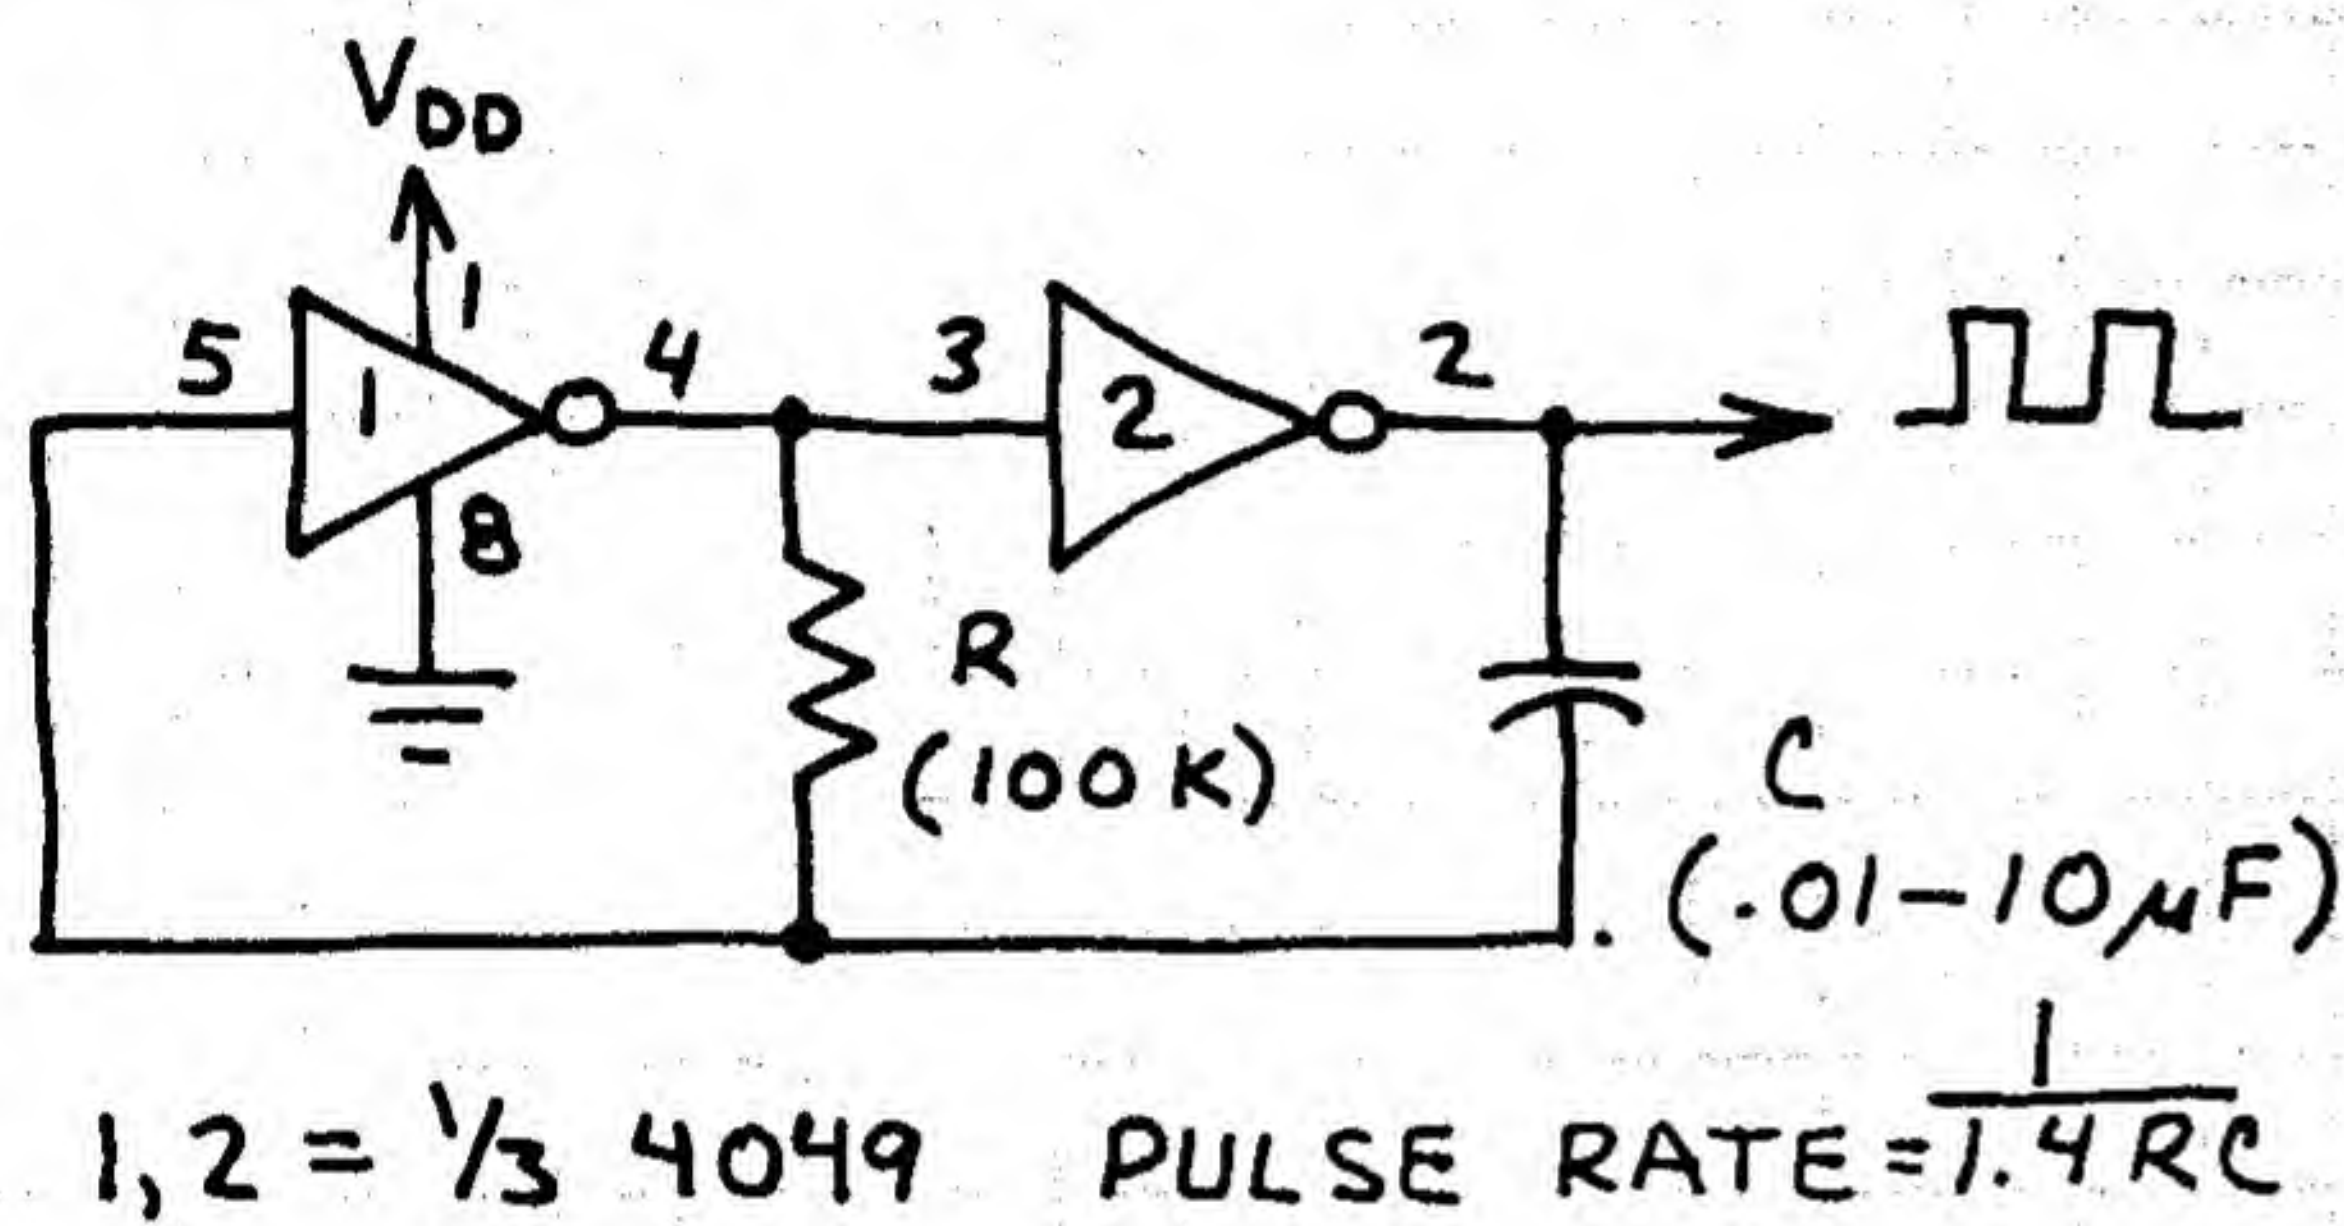 VDD
1
5
1
4
3
2
2
8
R
(100K)
C
(.01-10µF)
1,2 = 1/3 4049 PULSE RATE = 1/1.4RC